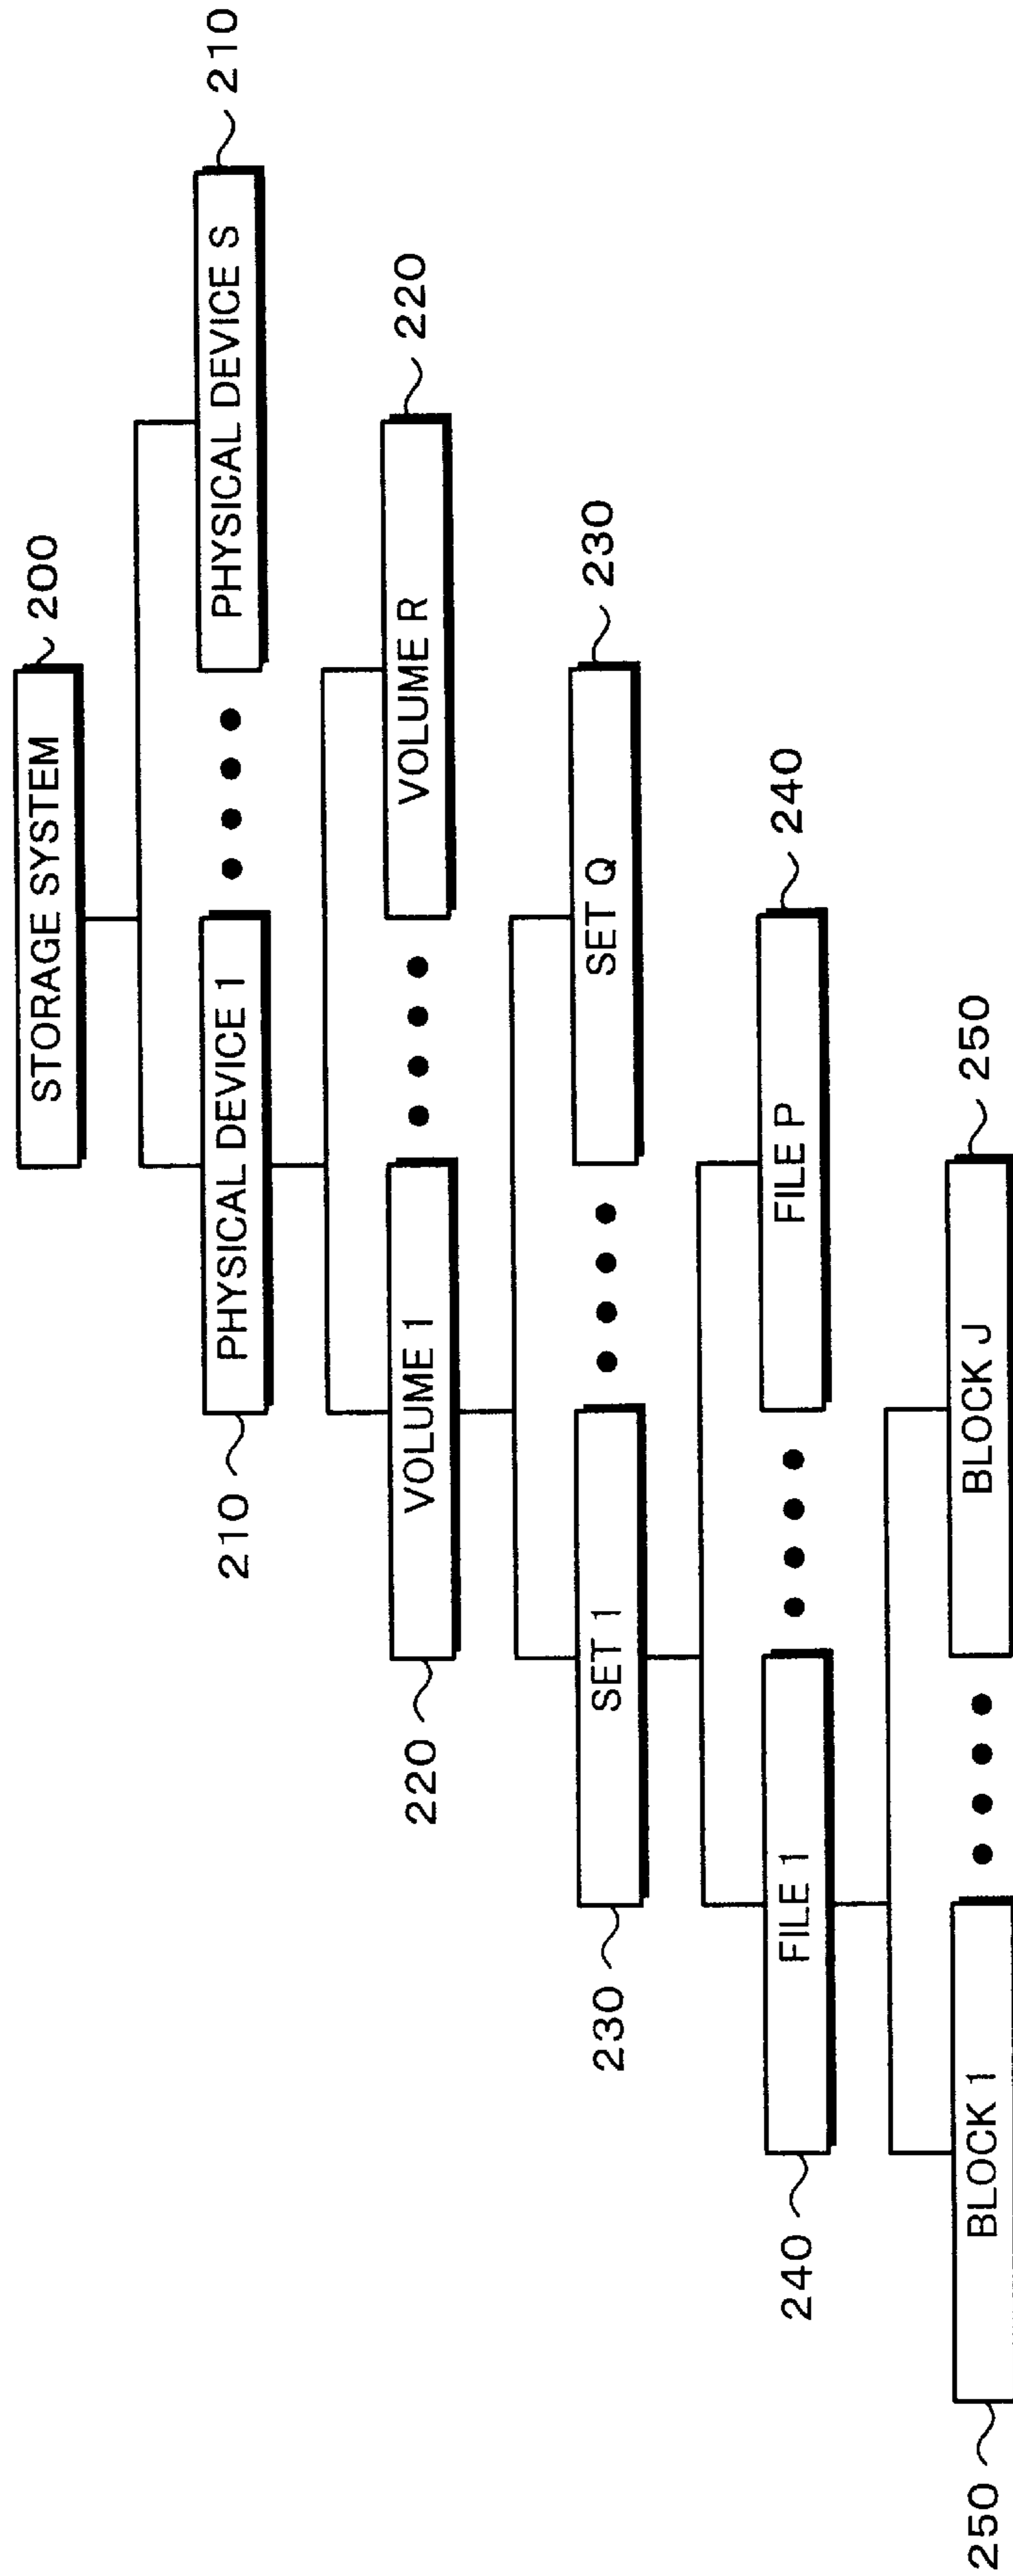 STORAGE SYSTEM 200
210 PHYSICAL DEVICE 1 PHYSICAL DEVICE S 210
220 VOLUME 1 VOLUME R 220
230 SET 1 SET Q 230
240 FILE 1 FILE P 240
250 BLOCK 1 BLOCK J 250